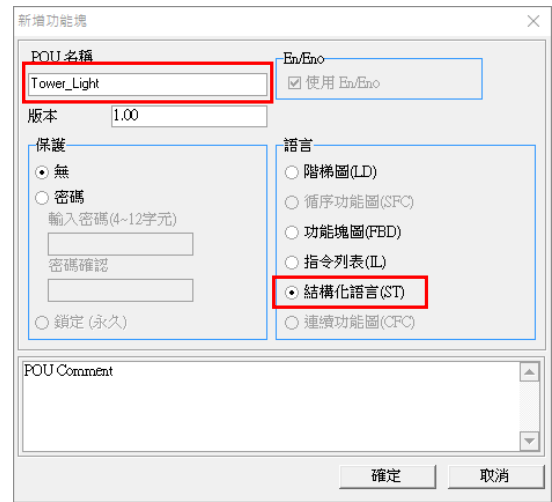 新增功能塊
POU 名稱
Tower_Light
版本
1.00
En/Eno
使用 En/Eno
保護
無
密碼
輸入密碼(4~12字元)
密碼確認
鎖定 (永久)
語言
階梯圖(LD)
循序功能圖(SFC)
功能塊圖(FBD)
指令列表(IL)
結構化語言(ST)
連續功能圖(CFC)
POU Comment
確定
取消